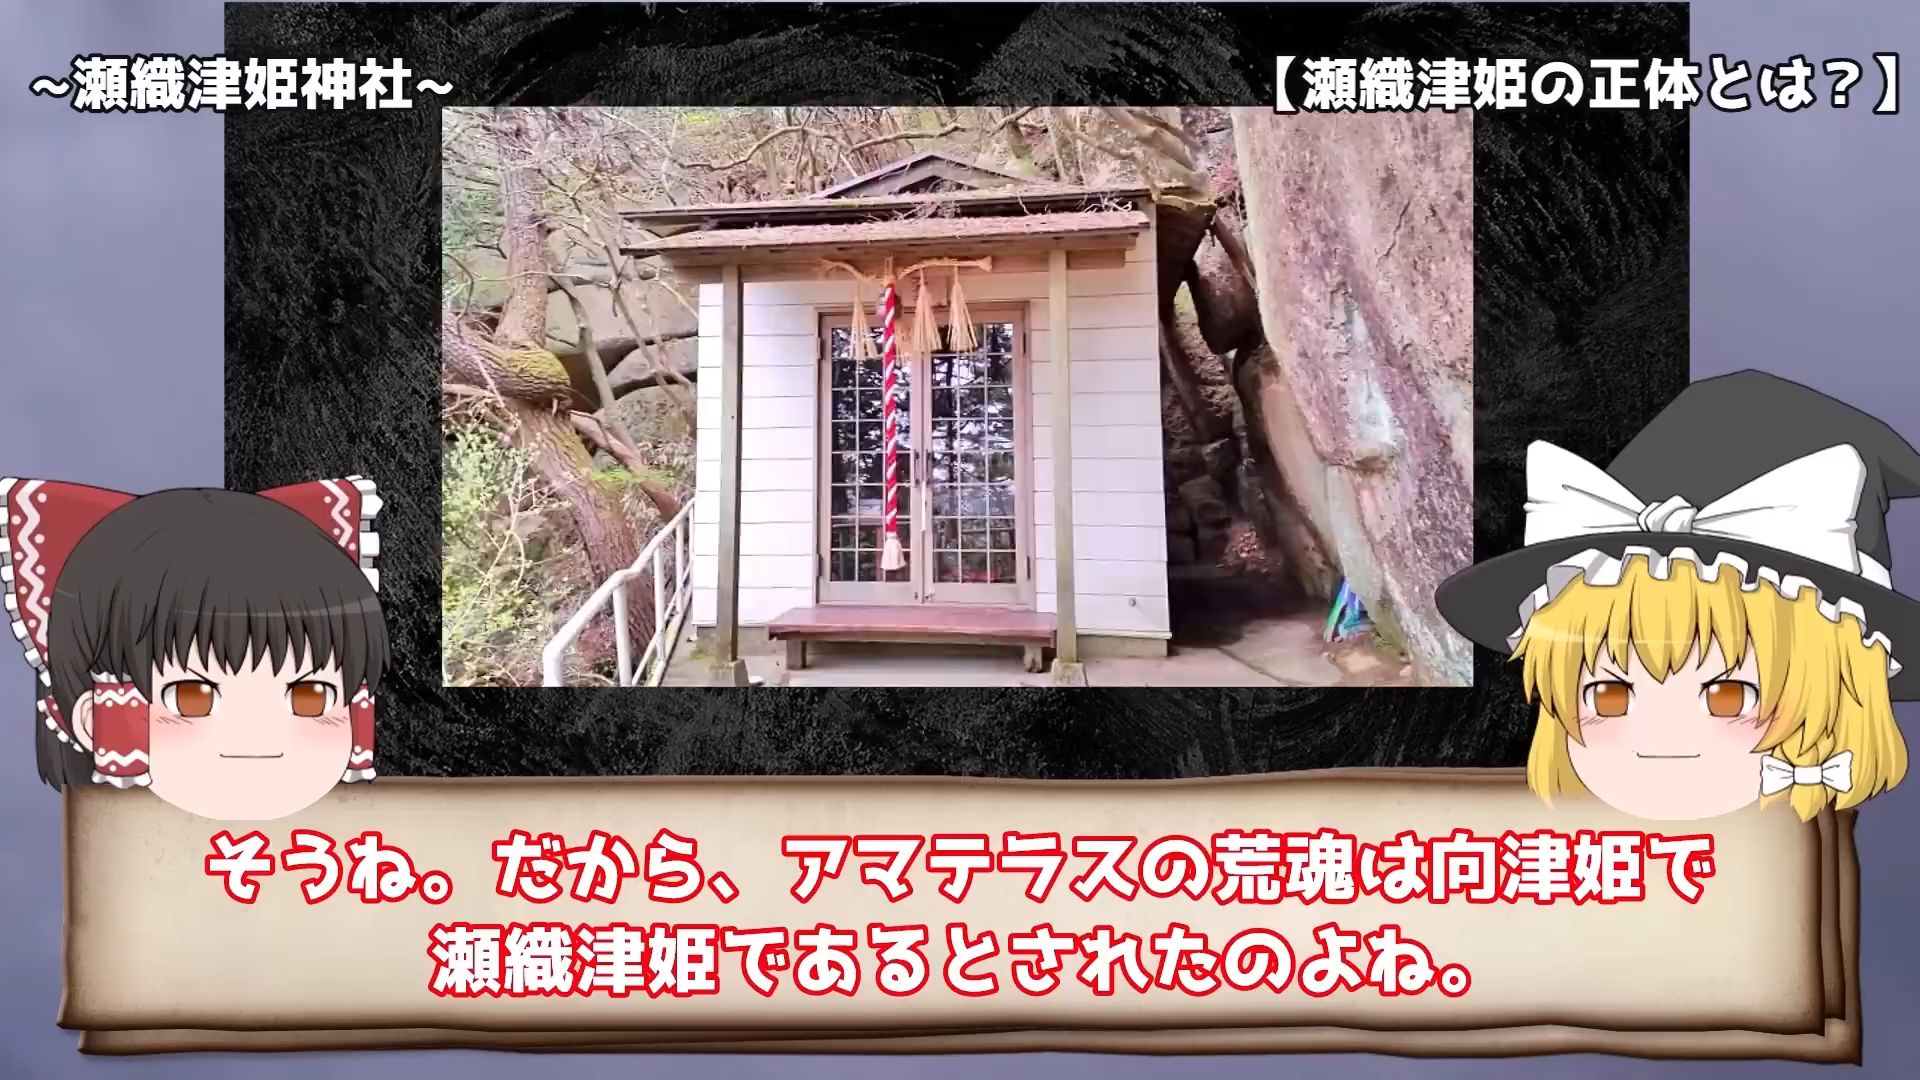 ~瀬織津姫神社~
【瀬織津姫の正体とは？】
そうね。だから、アマテラスの荒魂は向津姫で
瀬織津姫であるとされたのよね。